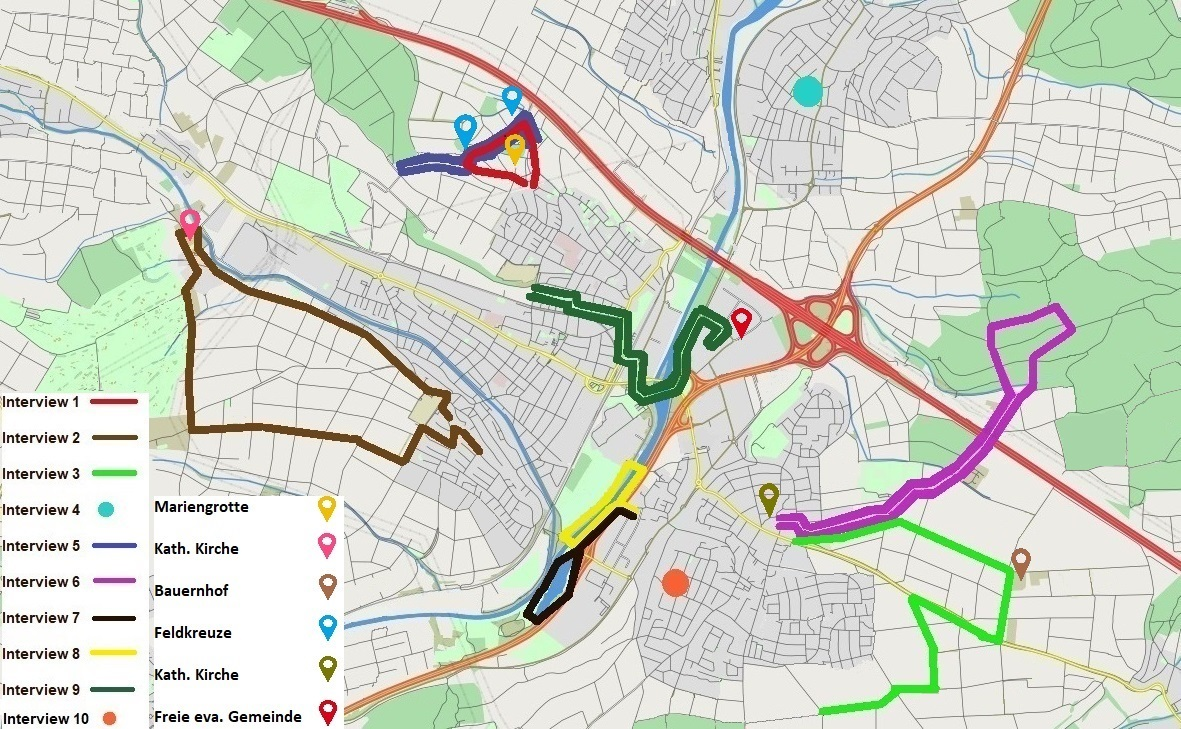 Interview 1
Interview 2
Interview 3
Interview 4
Interview 5
Interview 6
Interview 7
Interview 8
Interview 9
Interview 10
Mariengrotte
Kath. Kirche
Bauernhof
Feldkreuze
Kath. Kirche
Freie eva. Gemeinde